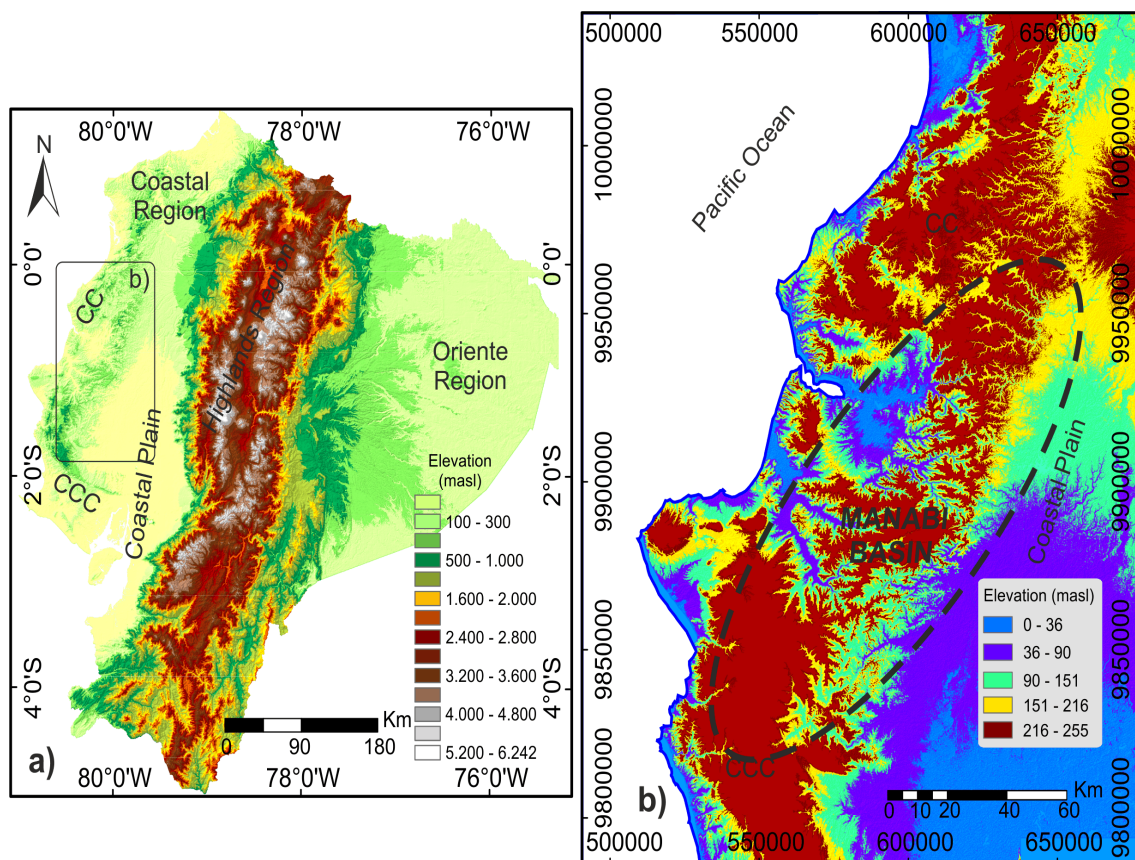 80°0'W
78°0'W
76°0'W
N
Coastal
Region
0°0'
0°0'
b)
CC
Highlands Region
Oriente
Region
2°0'S
2°0'S
CCC
Coastal Plain
Elevation
(masl)
100 - 300
500 - 1.000
1.600 - 2.000
2.400 - 2.800
3.200 - 3.600
4.000 - 4.800
5.200 - 6.242
4°0'S
4°0'S
Km
0
90
180
a)
80°0'W
78°0'W
76°0'W
500000
550000
600000
650000
Pacific Ocean
10000000
10000000
CC
9950000
9950000
Coastal Plain
9900000
9900000
MANABI
BASIN
Elevation (masl)
0 - 36
36 - 90
90 - 151
151 - 216
216 - 255
9850000
9850000
CCC
Km
0
10
20
40
60
b)
9800000
9800000
500000
550000
600000
650000